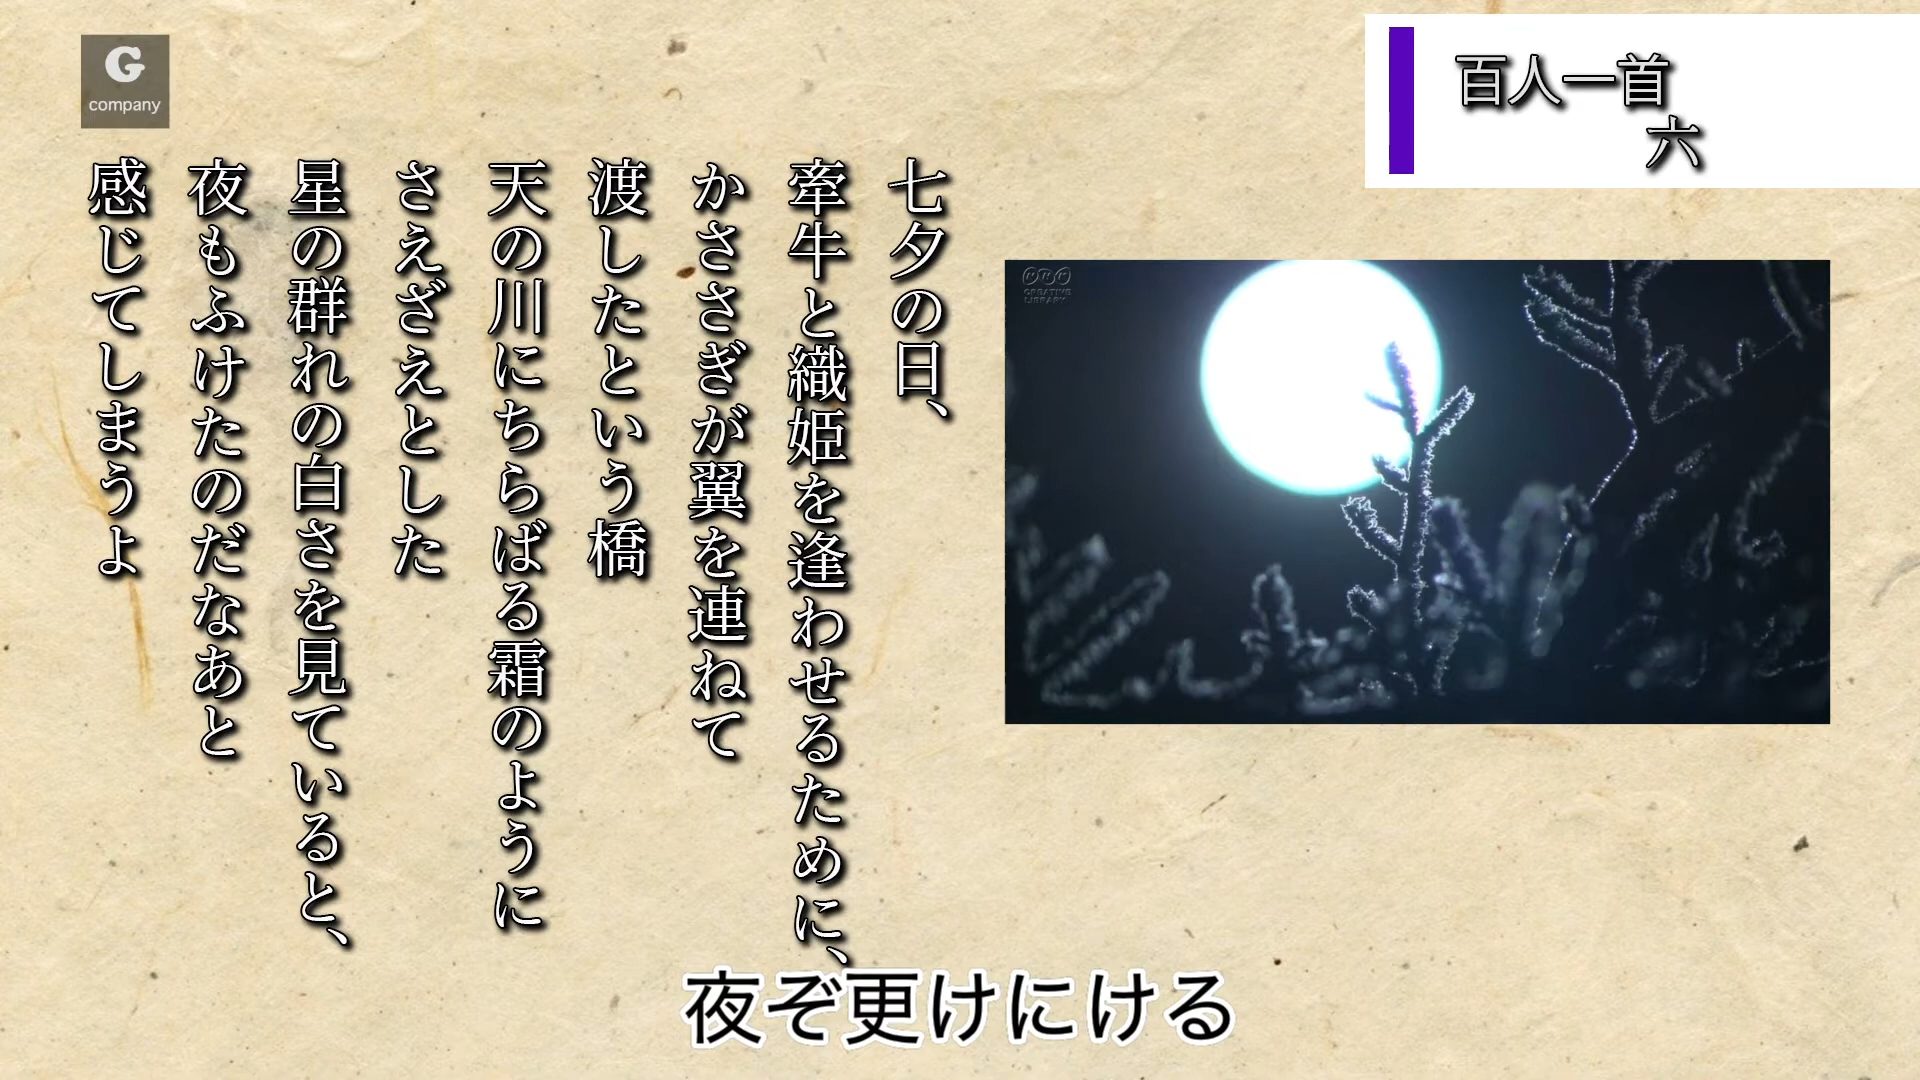 G
company
百人一首
六
七夕の日、
牽牛と織姫を逢わせるために、
かささぎが翼を連ねて
渡したという橋
天の川にちらばる霜のように
さえざえとした
星の群れの白さを見ていると、
夜もふけたのだなあと
感じてしまうよ
NHK
CREATIVE
LIBRARY
夜ぞ更けにける